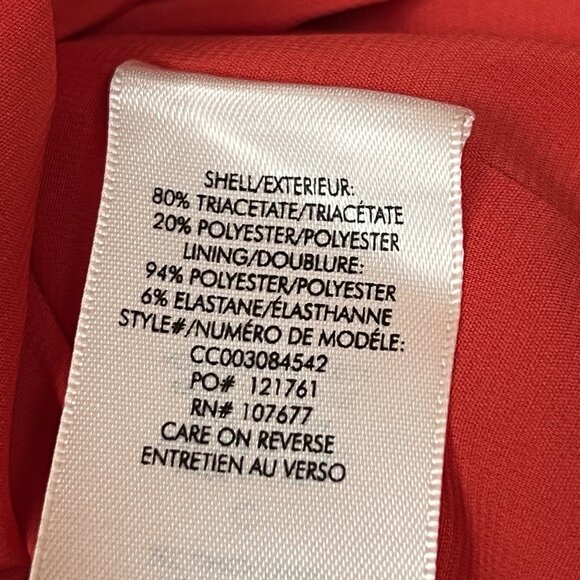 SHELL/EXTERIEUR:
80% TRIACETATE/TRIACÉTATE
20% POLYESTER/POLYESTER
LINING/DOUBLURE:
94% POLYESTER/POLYESTER
6% ELASTANE/ÉLASTHANNE
STYLE#/NUMÉRO DE MODÉLE:
CC003084542
PO# 121761
RN# 107677
CARE ON REVERSE
ENTRETIEN AU VERSO